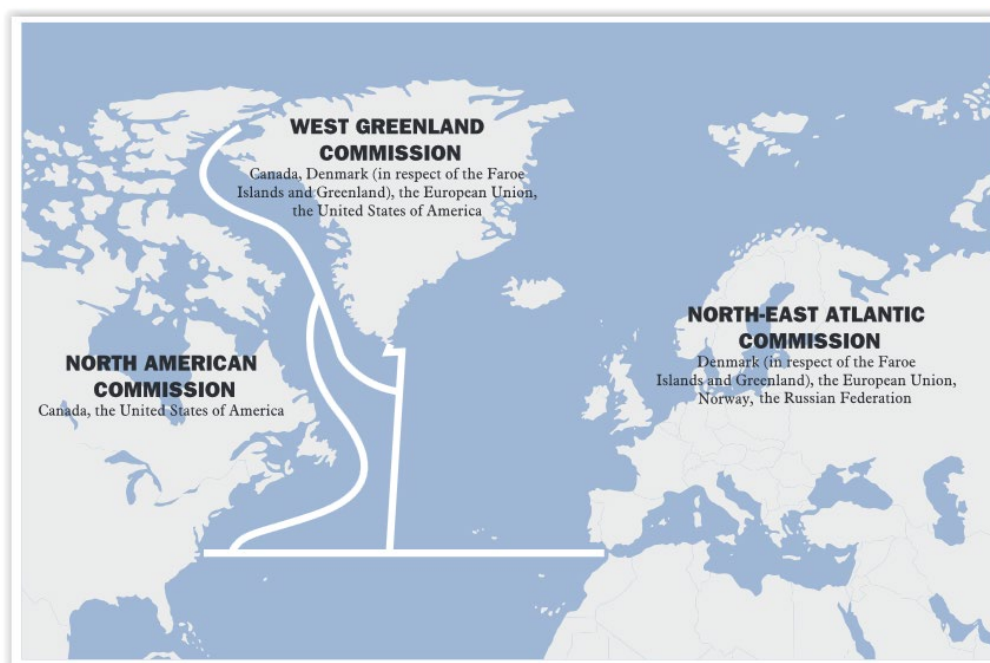 WEST GREENLAND
COMMISSION
Canada, Denmark (in respect of the Faroe
Islands and Greenland), the European Union,
the United States of America
NORTH-EAST ATLANTIC
COMMISSION
Denmark (in respect of the Faroe
Islands and Greenland), the European Union,
Norway, the Russian Federation
NORTH AMERICAN
COMMISSION
Canada, the United States of America